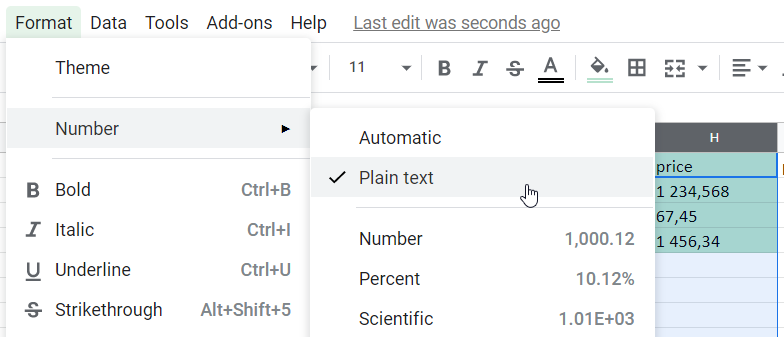 Format Data Tools Add-ons Help Last edit was seconds ago
Theme
11 B I S A
Number
Automatic
Plain text
Number 1,000.12
Percent 10.12%
Scientific 1.01E+03
B Bold Ctrl+B
I Italic Ctrl+I
U Underline Ctrl+U
S Strikethrough Alt+Shift+5
H
price
1 234,568
67,45
1 456,34